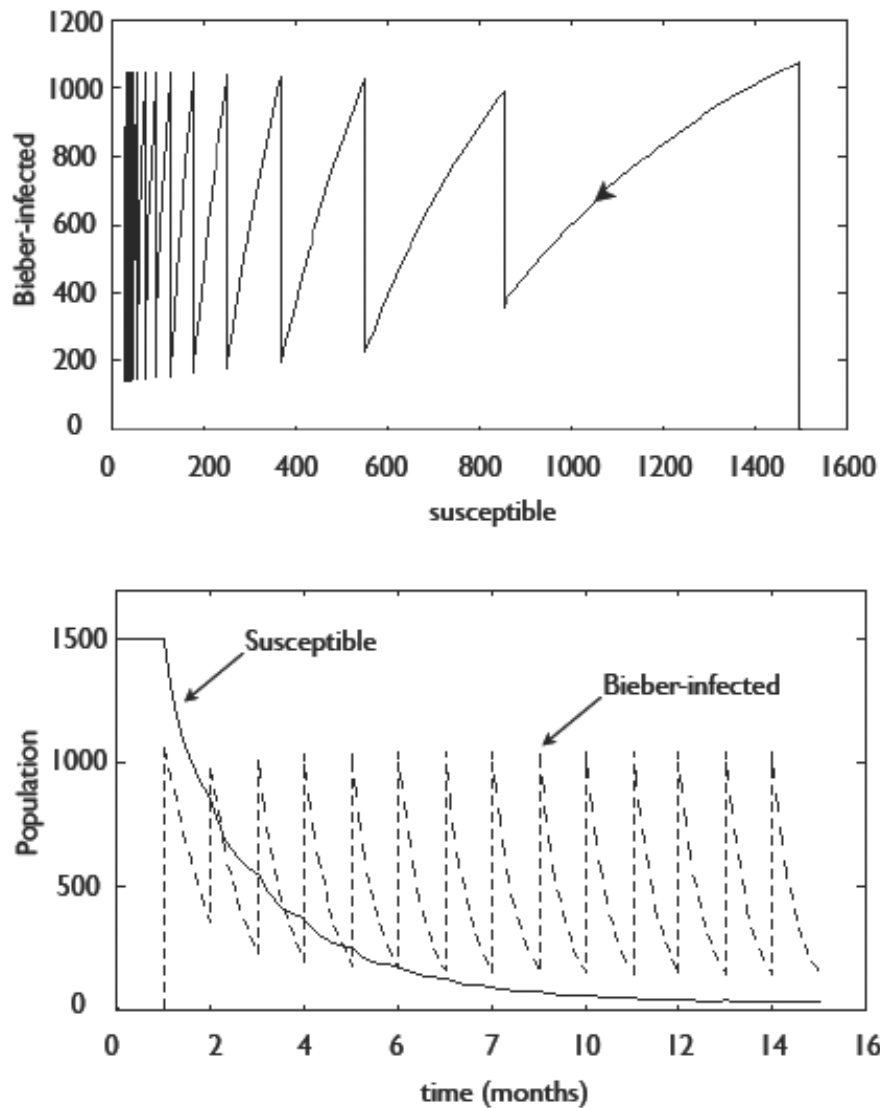 1200
1000
800
600
400
200
0
Bieber-infected
0 200 400 600 800 1000 1200 1400 1600
susceptible
1500
1000
500
0
Population
Susceptible
Bieber-infected
0 2 4 6 7 10 12 14 16
time (months)